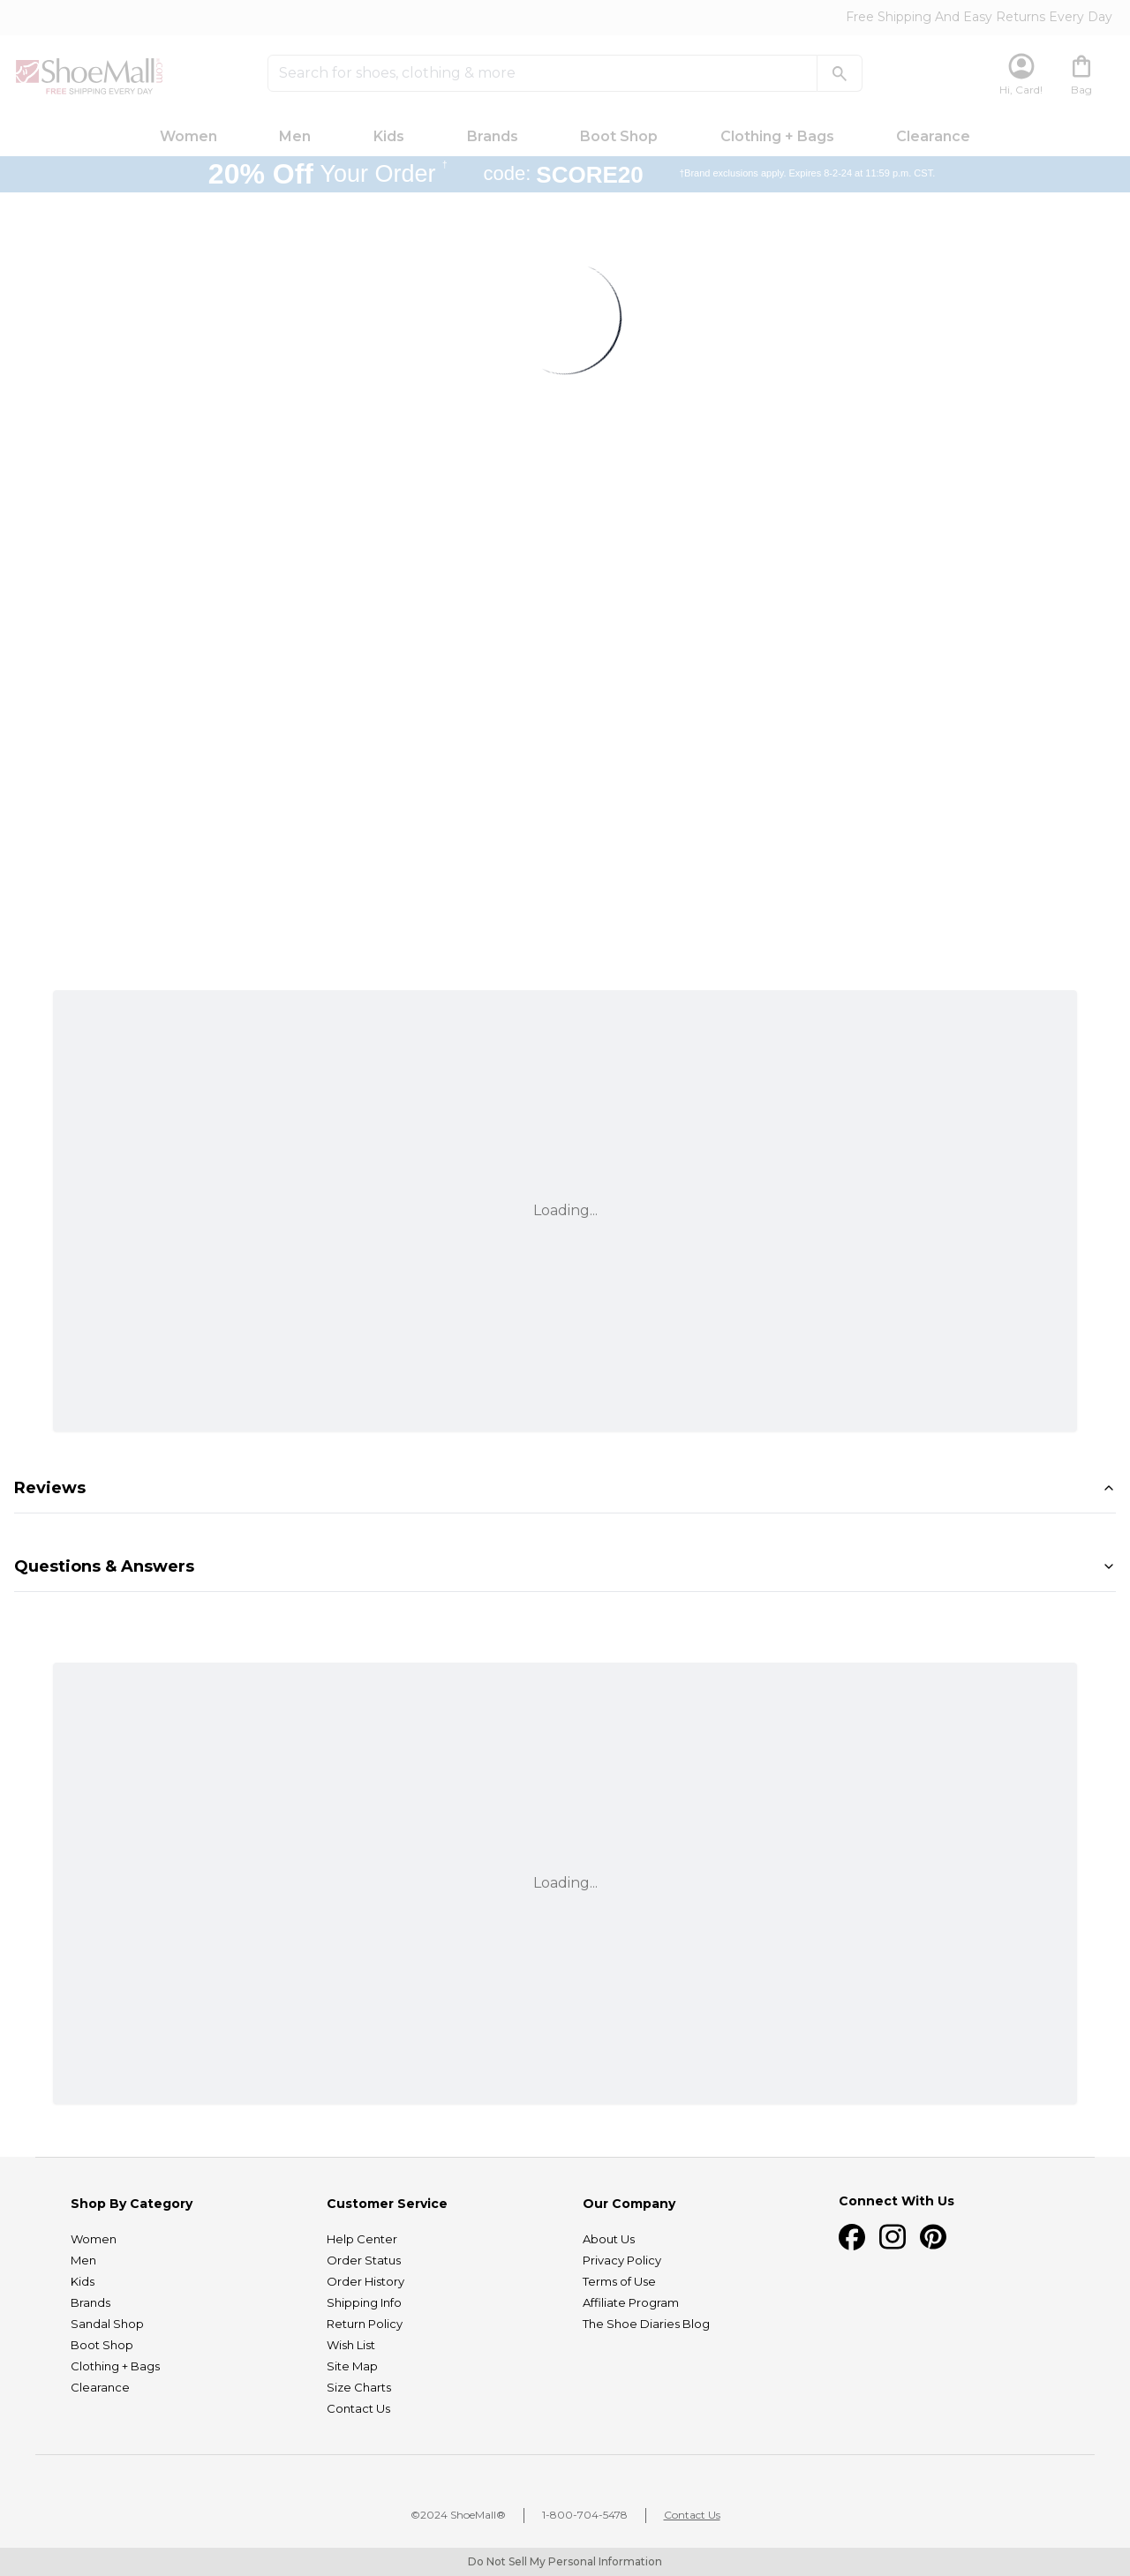 Free Shipping And Easy Returns Every Day
ShoeMall.com
FREE SHIPPING EVERY DAY
Search for shoes, clothing & more
Hi, Card!
Bag
Women Men Kids Brands Boot Shop Clothing + Bags Clearance
20% Off Your Order † code: SCORE20 †Brand exclusions apply. Expires 8-2-24 at 11:59 p.m. CST.
Loading...
Reviews
Questions & Answers
Loading...
Shop By Category
Women
Men
Kids
Brands
Sandal Shop
Boot Shop
Clothing + Bags
Clearance
Customer Service
Help Center
Order Status
Order History
Shipping Info
Return Policy
Wish List
Site Map
Size Charts
Contact Us
Our Company
About Us
Privacy Policy
Terms of Use
Affiliate Program
The Shoe Diaries Blog
Connect With Us
©2024 ShoeMall® 1-800-704-5478 Contact Us
Do Not Sell My Personal Information